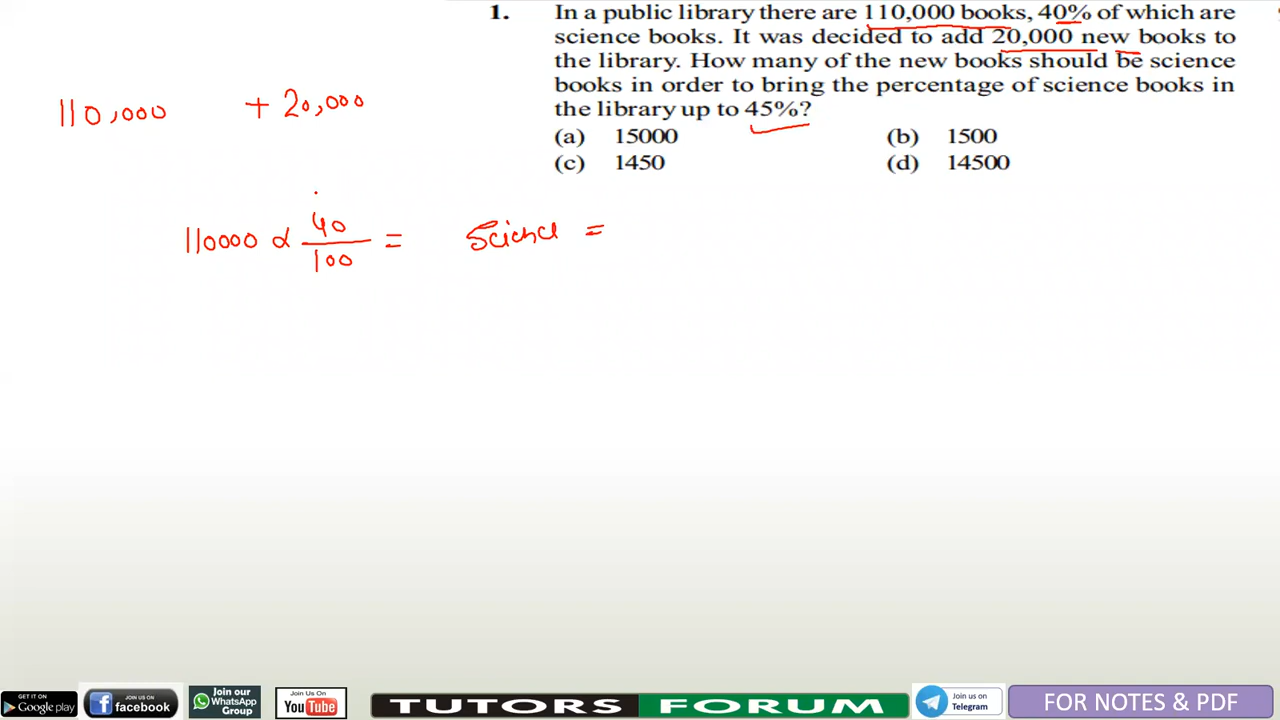 1. In a public library there are 110,000 books, 40% of which are
science books. It was decided to add 20,000 new books to
the library. How many of the new books should be science
books in order to bring the percentage of science books in
the library up to 45%?
(a) 15000 (b) 1500
(c) 1450 (d) 14500
110,000 + 20,000
110000 × 40/100 = Science =
GET IT ON
Google play
JOIN US ON
facebook
Join our
WhatsApp
Group
Join Us On
YouTube
TUTORS FORUM
Join us on
Telegram
FOR NOTES & PDF